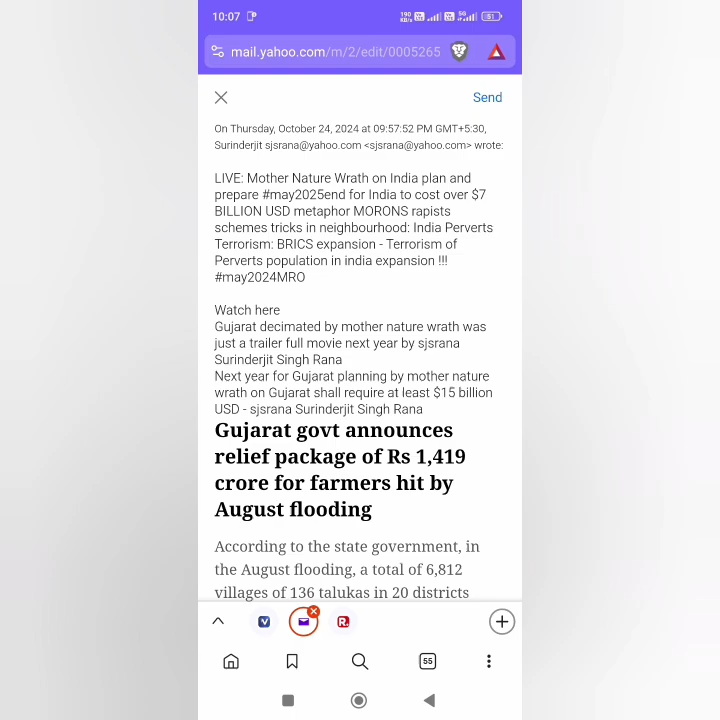 10:07
190 KB/s
5G
61
mail.yahoo.com/m/2/edit/0005265
Send
On Thursday, October 24, 2024 at 09:57:52 PM GMT+5:30,
Surinderjit sjsrana@yahoo.com <sjsrana@yahoo.com> wrote:
LIVE: Mother Nature Wrath on India plan and
prepare #may2025end for India to cost over $7
BILLION USD metaphor MORONS rapists
schemes tricks in neighbourhood: India Perverts
Terrorism: BRICS expansion - Terrorism of
Perverts population in india expansion !!!
#may2024MRO
Watch here
Gujarat decimated by mother nature wrath was
just a trailer full movie next year by sjsrana
Surinderjit Singh Rana
Next year for Gujarat planning by mother nature
wrath on Gujarat shall require at least $15 billion
USD - sjsrana Surinderjit Singh Rana
Gujarat govt announces
relief package of Rs 1,419
crore for farmers hit by
August flooding
According to the state government, in
the August flooding, a total of 6,812
villages of 136 talukas in 20 districts
V
R.
55